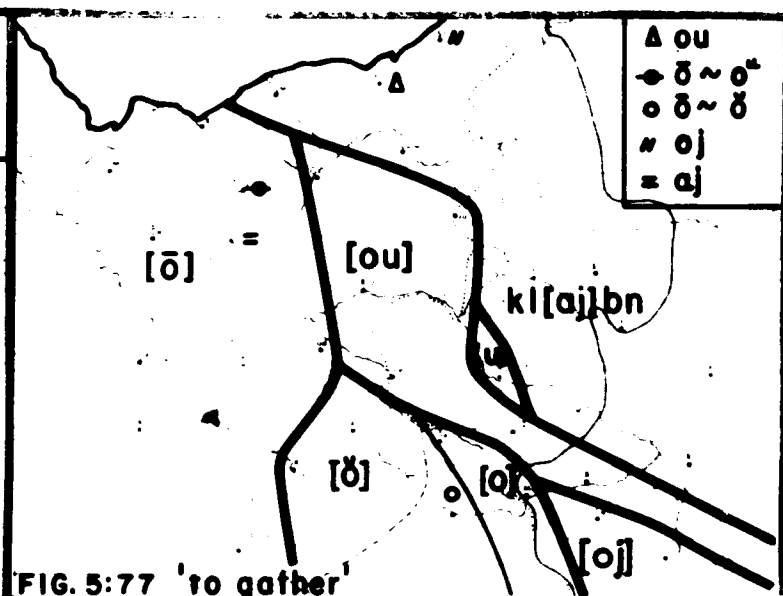 Δ ou
-●- ō ~ oᵘ
○ ō ~ ŏ
〃 oj
= aj
〃
Δ
-●-
=
[ō]
[ou]
kl[aj]bn
[ŏ]
○
[oj]
FIG. 5:77 'to gather'